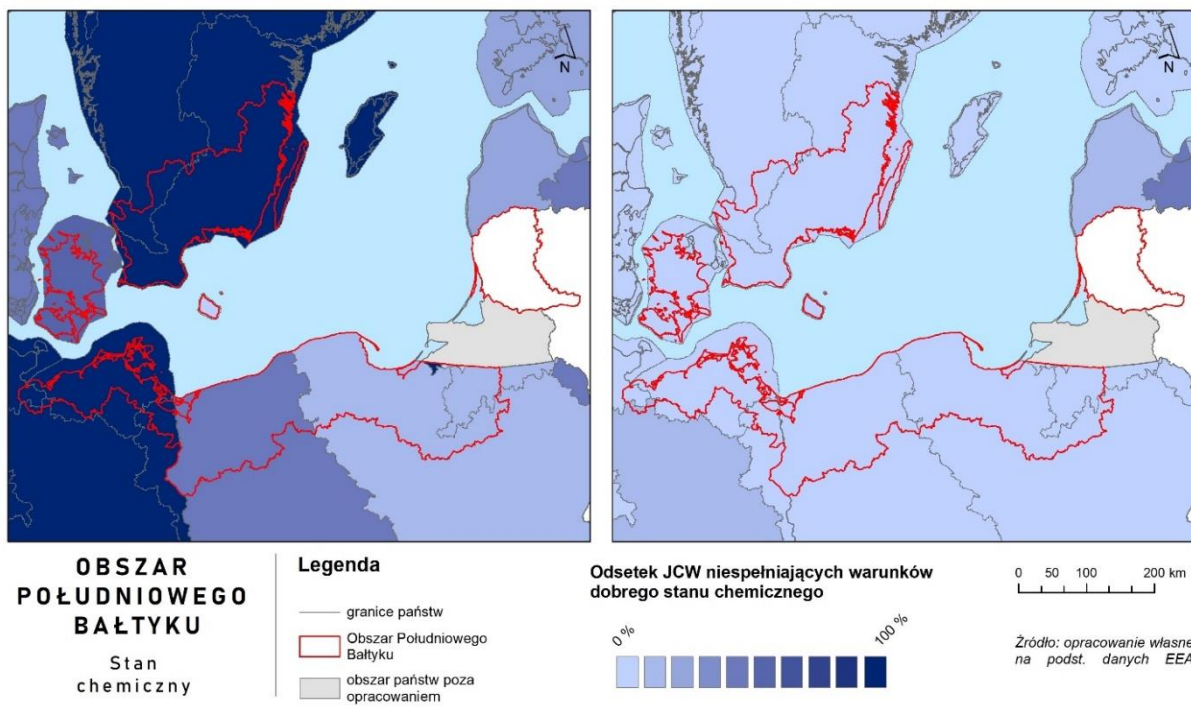 N
N
OBSZAR
POŁUDNIOWEGO
BAŁTYKU
Stan
chemiczny
Legenda
granice państw
Obszar Południowego
Bałtyku
obszar państw poza
opracowaniem
Odsetek JCW niespełniających warunków
dobrego stanu chemicznego
0 %
100 %
0 50 100 200 km
Źródło: opracowanie własne
na podst. danych EEA